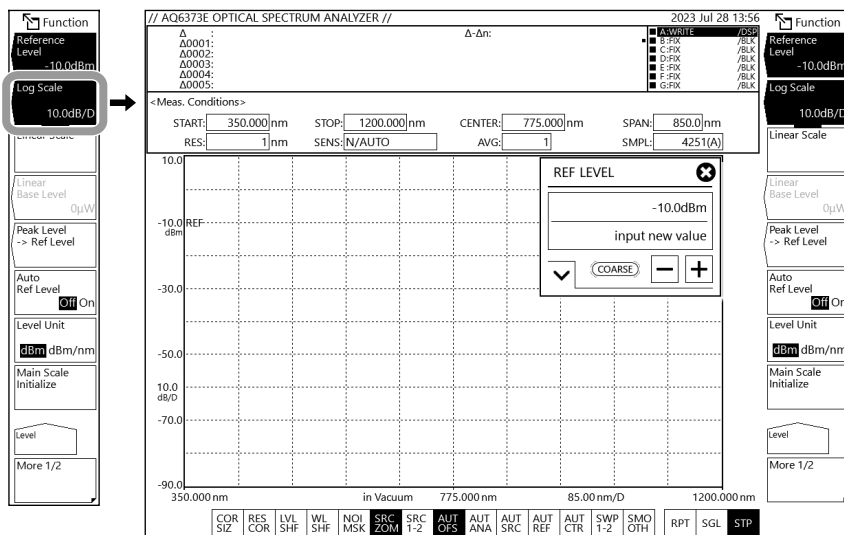 Function
Reference
Level
-10.0dBm
Log Scale
10.0dB/D
Linear Scale
Linear
Base Level
0µW
Peak Level
-> Ref Level
Auto
Ref Level
Off On
Level Unit
dBm dBm/nm
Main Scale
Initialize
Level
More 1/2
// AQ6373E OPTICAL SPECTRUM ANALYZER // 2023 Jul 28 13:56
Δ :
Δ0001:
Δ0002:
Δ0003:
Δ0004:
Δ0005:
Δ-Δn:
A:WRITE /DSP
B:FIX /BLK
C:FIX /BLK
D:FIX /BLK
E:FIX /BLK
F:FIX /BLK
G:FIX /BLK
<Meas. Conditions>
START: 350.000 nm STOP: 1200.000 nm CENTER: 775.000 nm SPAN: 850.0 nm
RES: 1 nm SENS: N/AUTO AVG: 1 SMPL: 4251(A)
10.0
-10.0 REF
dBm
-30.0
-50.0
10.0
dB/D
-70.0
-90.0
REF LEVEL
-10.0dBm
input new value
COARSE
350.000 nm in Vacuum 775.000 nm 85.00 nm/D 1200.000 nm
COR SIZ
RES COR
LVL SHF
WL SHF
NOI MSK
SRC ZOM
SRC 1-2
AUT OFS
AUT ANA
AUT SRC
AUT REF
AUT CTR
SWP 1-2
SMO OTH
RPT SGL STP
Function
Reference
Level
-10.0dBm
Log Scale
10.0dB/D
Linear Scale
Linear
Base Level
0µW
Peak Level
-> Ref Level
Auto
Ref Level
Off On
Level Unit
dBm dBm/nm
Main Scale
Initialize
Level
More 1/2